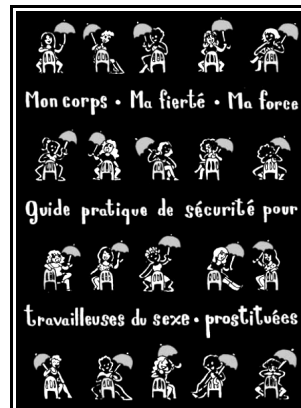 Mon corps • Ma fierté • Ma force
guide pratique de sécurité pour
travailleuses du sexe • prostituées